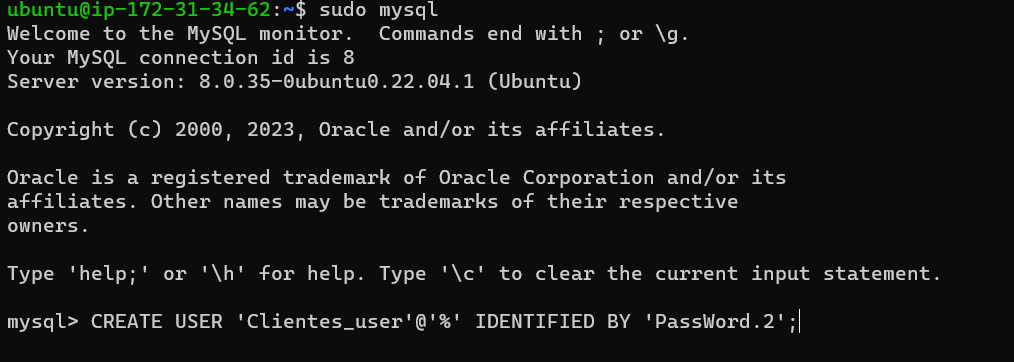 ubuntu@ip-172-31-34-62:~$ sudo mysql
Welcome to the MySQL monitor.  Commands end with ; or \g.
Your MySQL connection id is 8
Server version: 8.0.35-0ubuntu0.22.04.1 (Ubuntu)
Copyright (c) 2000, 2023, Oracle and/or its affiliates.
Oracle is a registered trademark of Oracle Corporation and/or its
affiliates. Other names may be trademarks of their respective
owners.
Type 'help;' or '\h' for help. Type '\c' to clear the current input statement.
mysql> CREATE USER 'Clientes_user'@'%' IDENTIFIED BY 'PassWord.2';